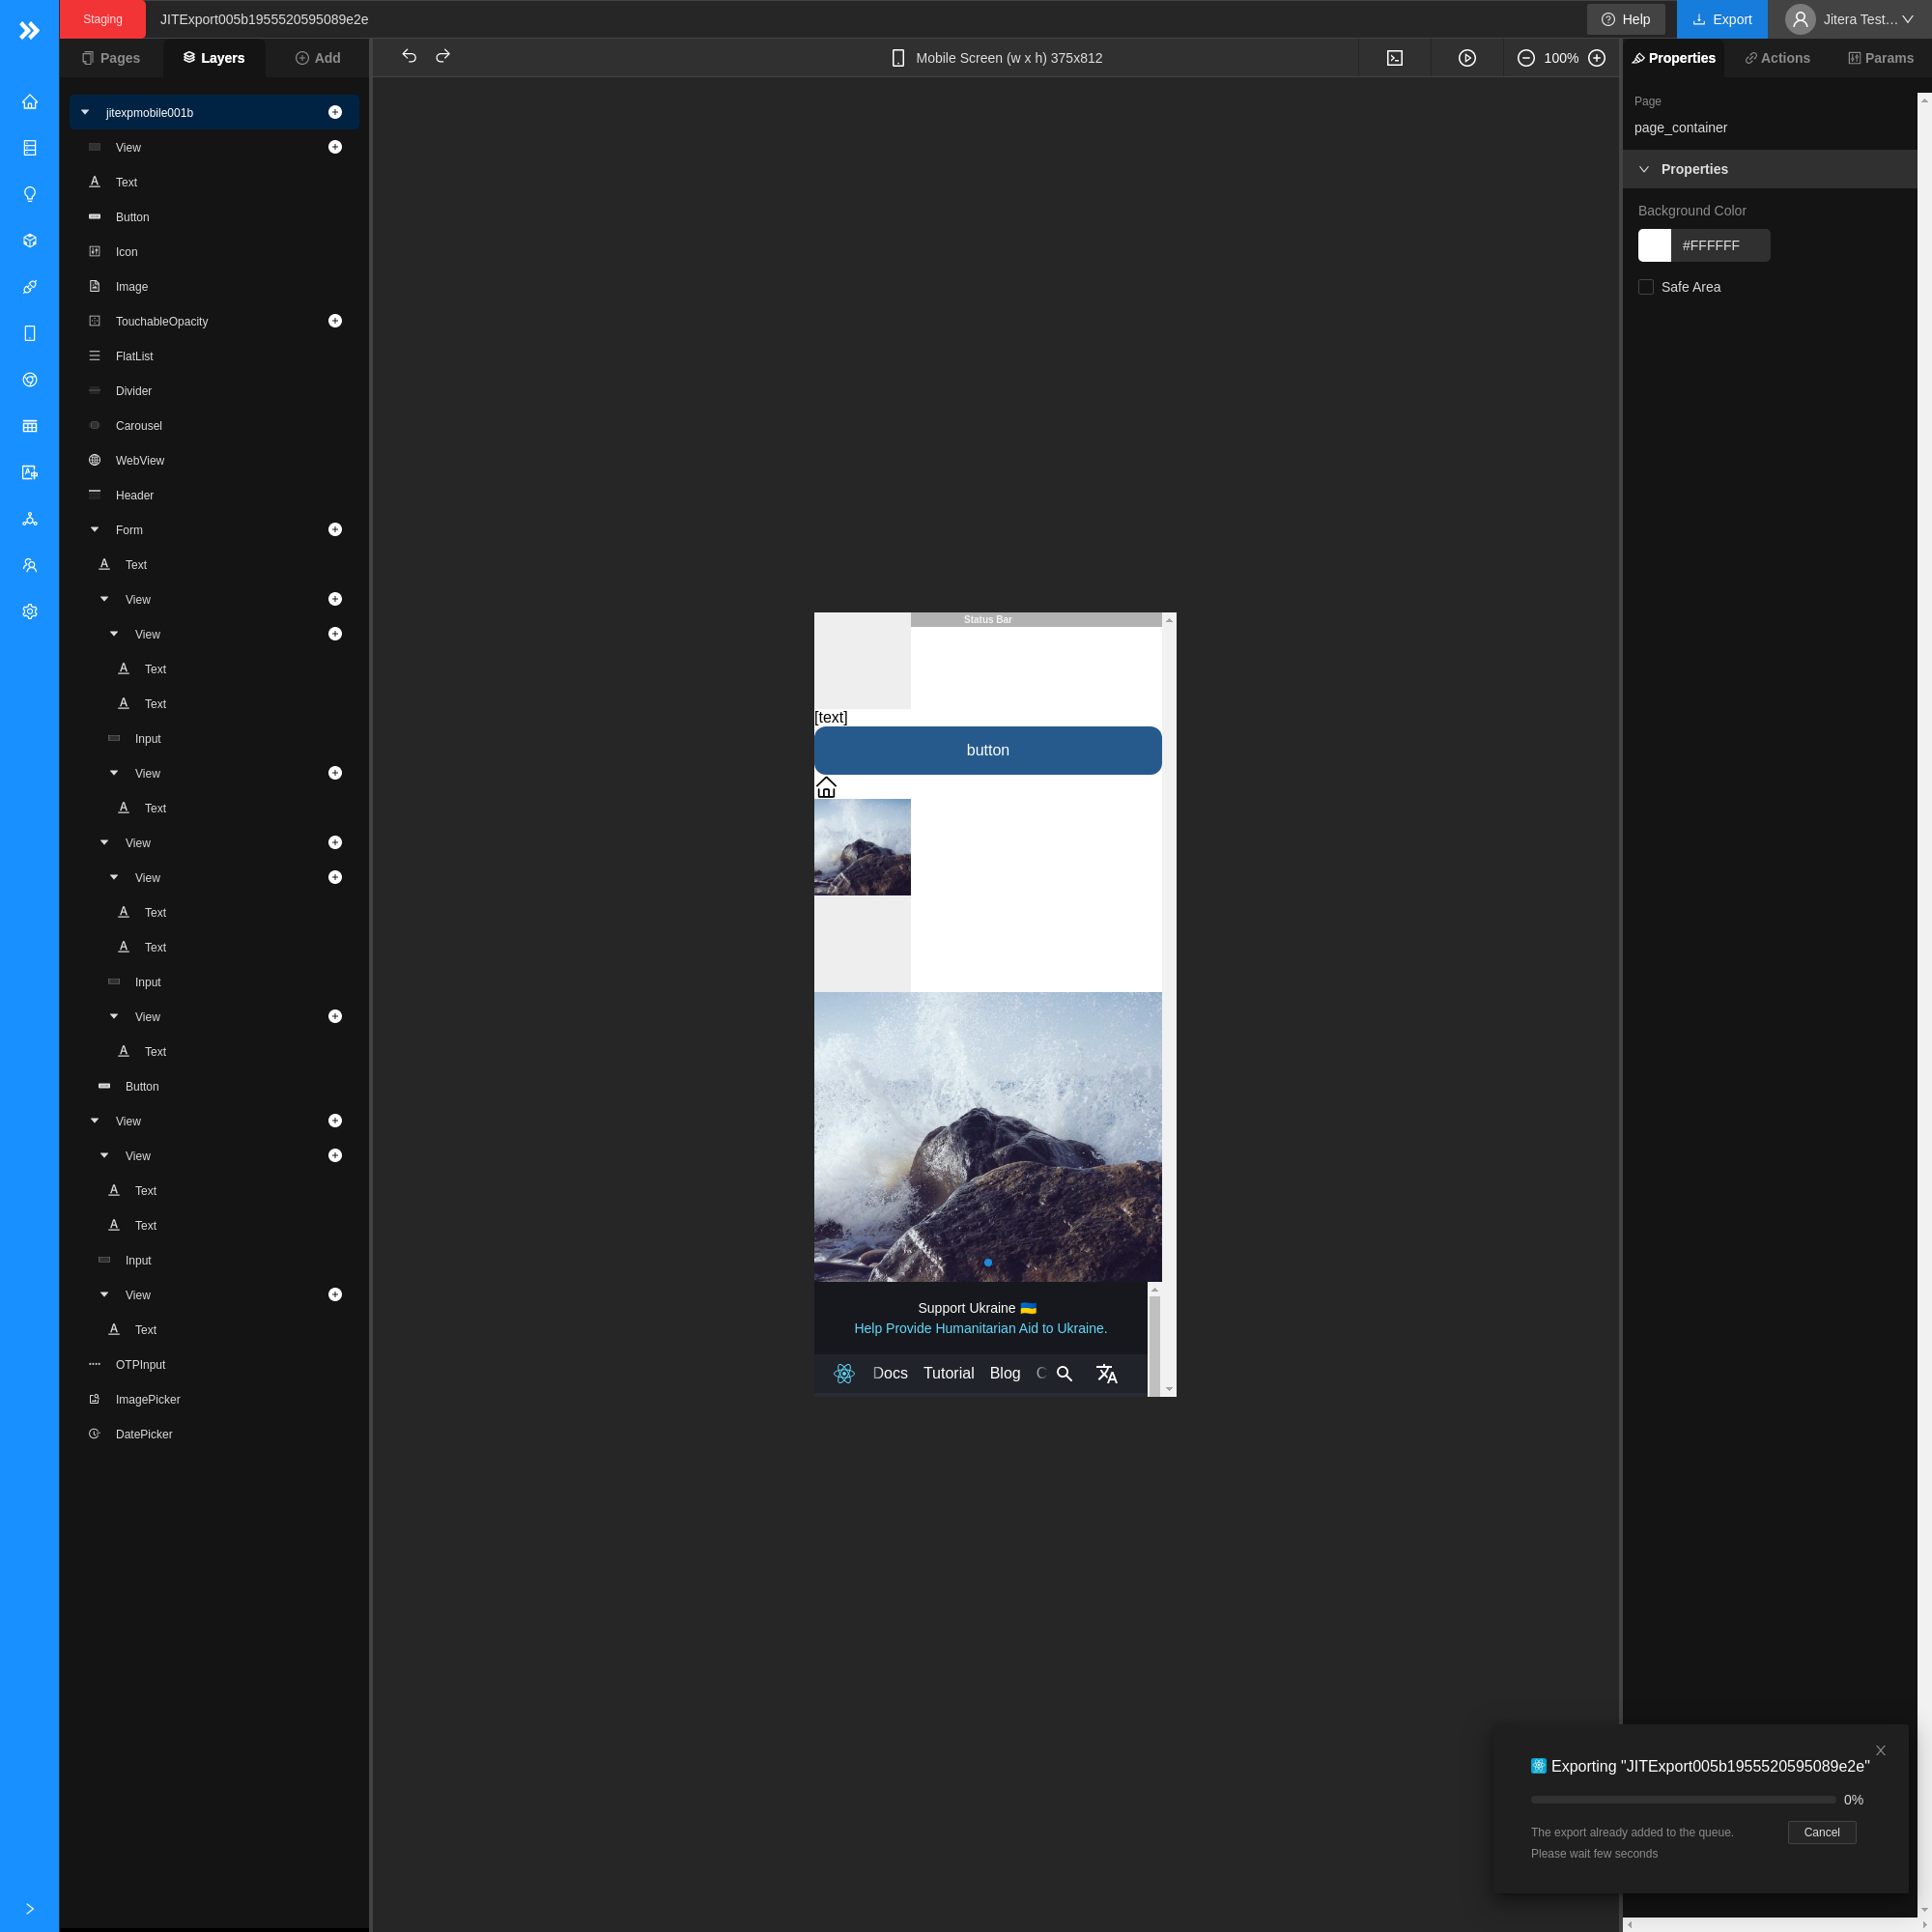 Staging
JITExport005b1955520595089e2e
Help
Export
Jitera Test…
Pages
Layers
Add
Mobile Screen (w x h) 375x812
100%
Properties
Actions
Params
jitexpmobile001b
View
Text
Button
Icon
Image
TouchableOpacity
FlatList
Divider
Carousel
WebView
Header
Form
Text
View
View
Text
Text
Input
View
Text
View
View
Text
Text
Input
View
Text
Button
View
View
Text
Text
Input
View
Text
OTPInput
ImagePicker
DatePicker
Status Bar
[text]
button
Support Ukraine 🇺🇦
Help Provide Humanitarian Aid to Ukraine.
Docs Tutorial Blog C
Page
page_container
Properties
Background Color
#FFFFFF
Safe Area
Exporting "JITExport005b1955520595089e2e"
0%
The export already added to the queue.
Please wait few seconds
Cancel